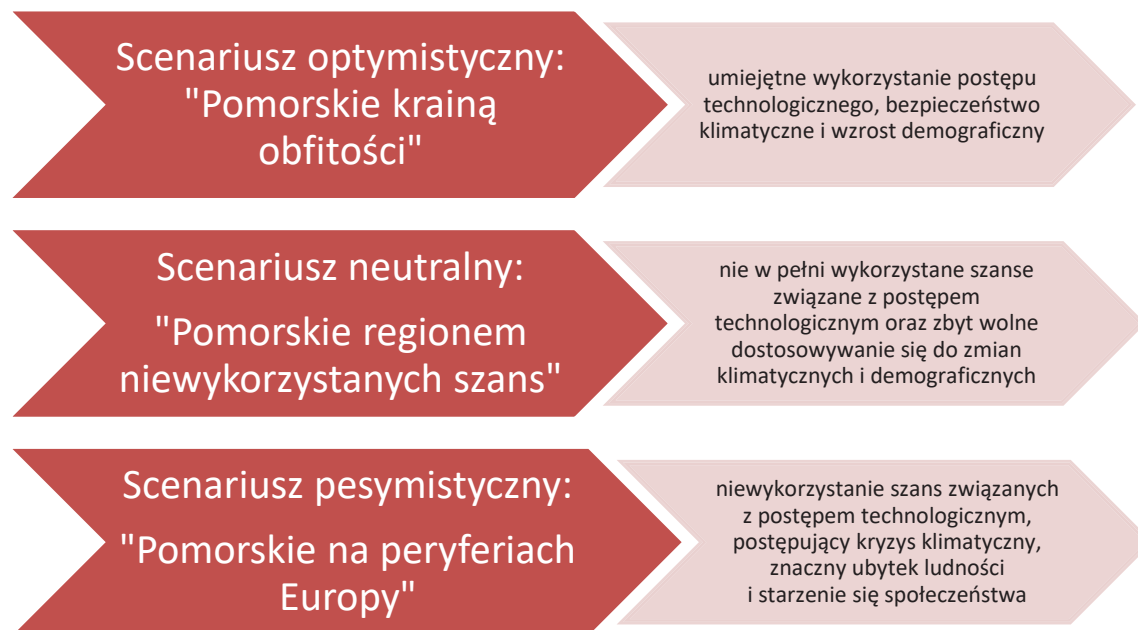 Scenariusz optymistyczny:
"Pomorskie krainą
obfitości"
umiejętne wykorzystanie postępu
technologicznego, bezpieczeństwo
klimatyczne i wzrost demograficzny
Scenariusz neutralny:
"Pomorskie regionem
niewykorzystanych szans"
nie w pełni wykorzystane szanse
związane z postępem
technologicznym oraz zbyt wolne
dostosowywanie się do zmian
klimatycznych i demograficznych
Scenariusz pesymistyczny:
"Pomorskie na peryferiach
Europy"
niewykorzystanie szans związanych
z postępem technologicznym,
postępujący kryzys klimatyczny,
znaczny ubytek ludności
i starzenie się społeczeństwa